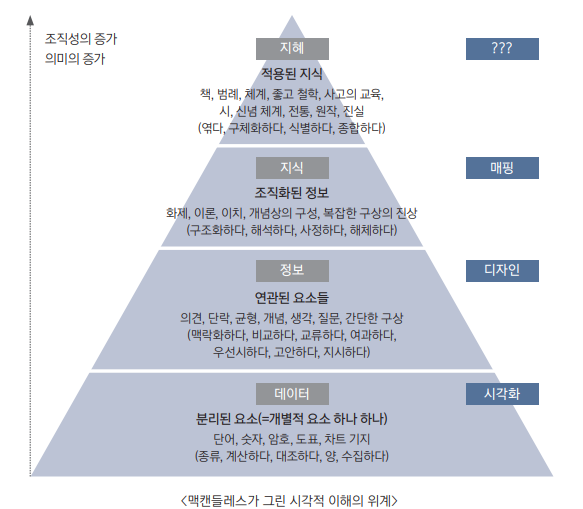 조직성의 증가
의미의 증가
지혜
???
적용된 지식
책, 범례, 체계, 좋고 철학, 사고의 교육,
시, 신념 체계, 전통, 원작, 진실
(엮다, 구체화하다, 식별하다, 종합하다)
지식
매핑
조직화된 정보
화제, 이론, 이치, 개념상의 구성, 복잡한 구상의 진상
(구조화하다, 해석하다, 사정하다, 해체하다)
정보
디자인
연관된 요소들
의견, 단락, 균형, 개념, 생각, 질문, 간단한 구상
(맥락화하다, 비교하다, 교류하다, 여과하다,
우선시하다, 고안하다, 지시하다)
데이터
시각화
분리된 요소(=개별적 요소 하나 하나)
단어, 숫자, 암호, 도표, 차트 기지
(종류, 계산하다, 대조하다, 양, 수집하다)
<맥캔들레스가 그린 시각적 이해의 위계>